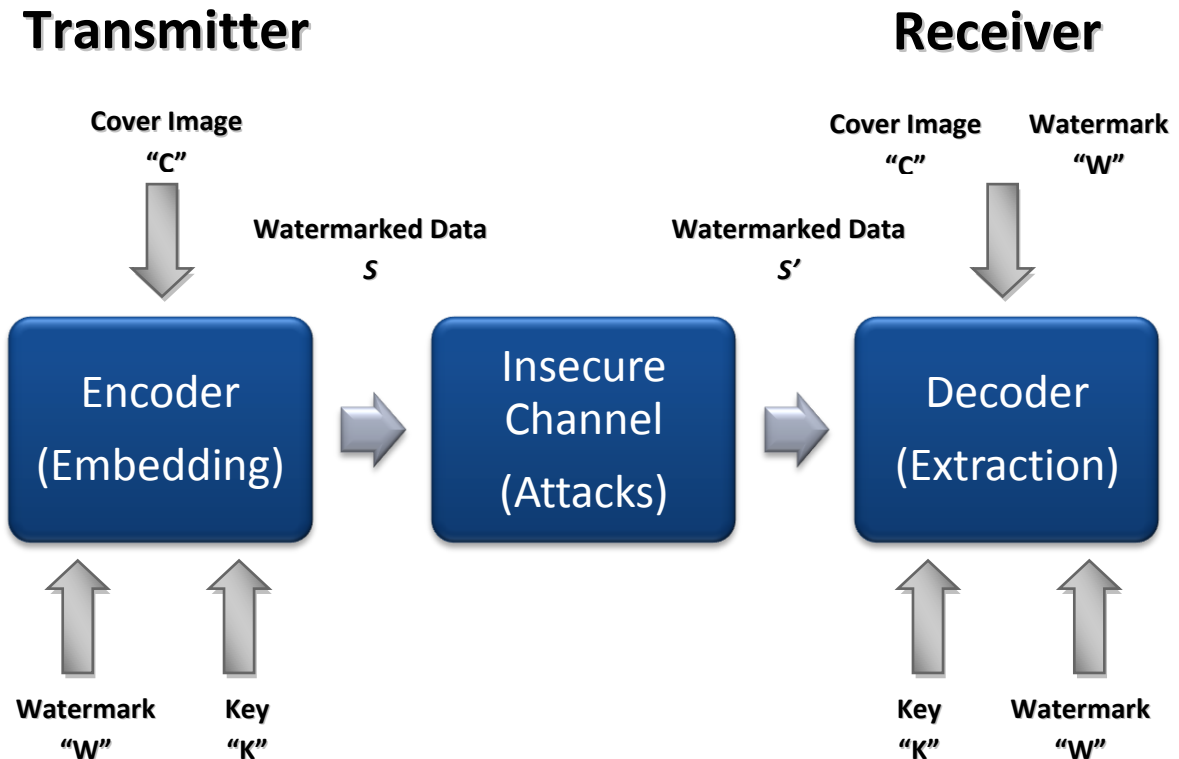 Transmitter
Receiver
Cover Image
“C”
Cover Image
“C”
Watermark
“W”
Watermarked Data
S
Watermarked Data
S’
Encoder
(Embedding)
Insecure
Channel
(Attacks)
Decoder
(Extraction)
Watermark
“W”
Key
“K”
Key
“K”
Watermark
“W”